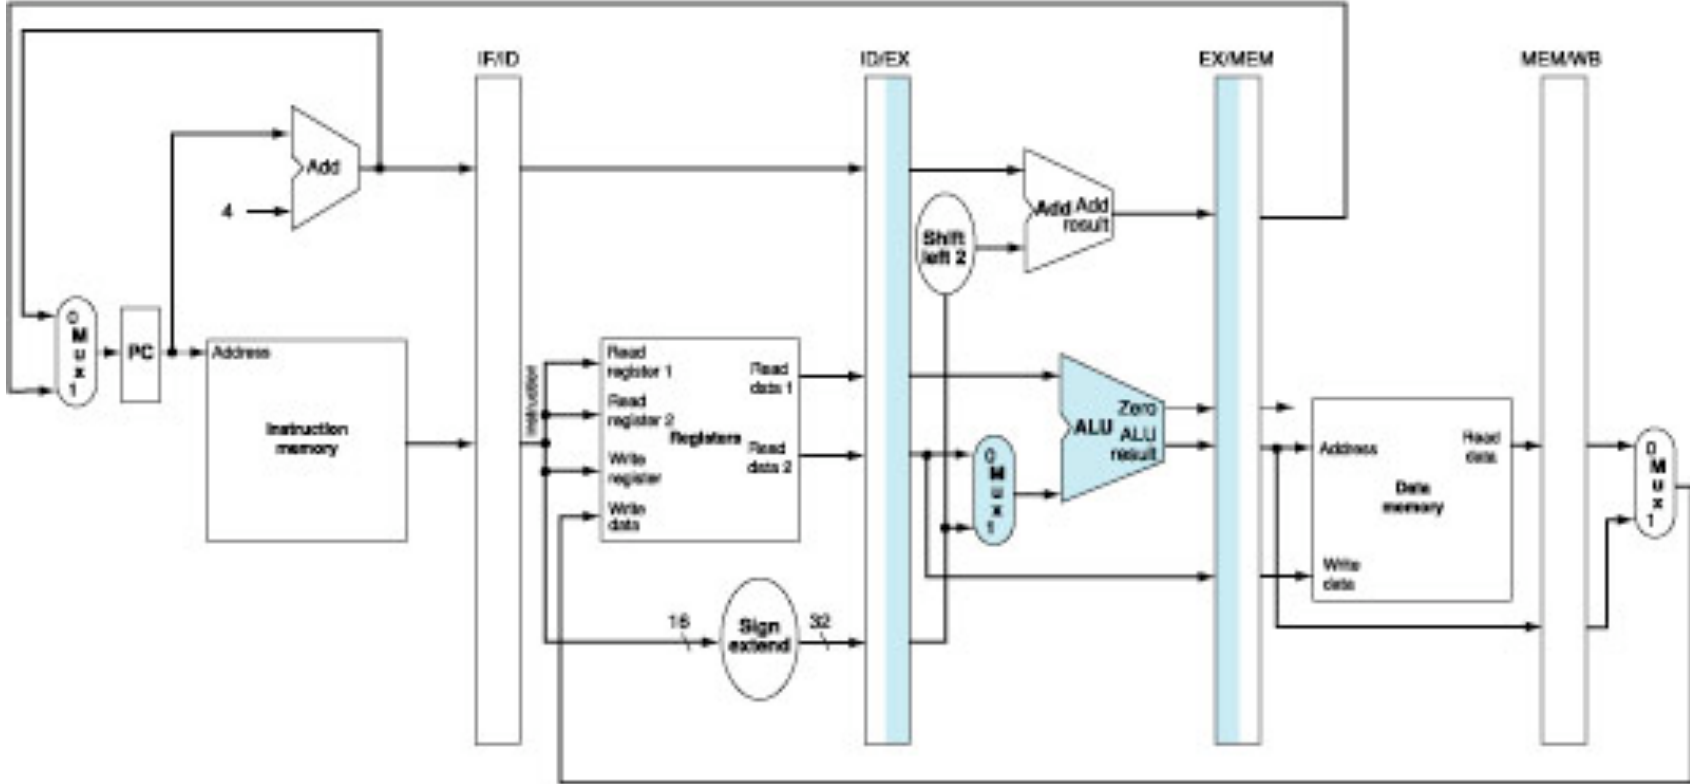 IF/ID
ID/EX
EX/MEM
MEM/WB
Add
4
Shift
left 2
Add Add
result
0
M
u
x
1
PC
Address
Instruction
memory
Instruction
Read
register 1
Read
register 2
Write
register
Write
data
Registers
Read
data 1
Read
data 2
16
Sign
extend
32
0
M
u
x
1
Zero
ALU
ALU
result
Address
Read
data
Data
memory
Write
data
0
M
u
x
1